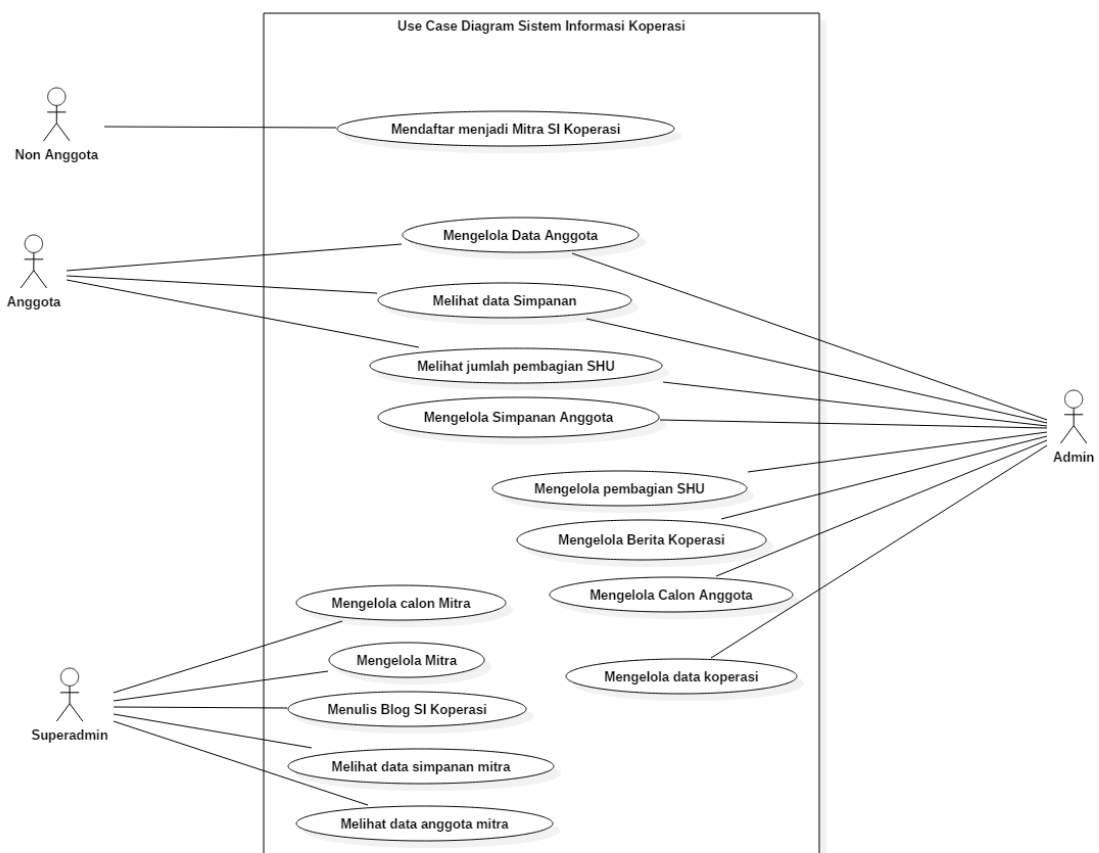 Use Case Diagram Sistem Informasi Koperasi
Mendaftar menjadi Mitra SI Koperasi
Non Anggota
Mengelola Data Anggota
Anggota
Melihat data Simpanan
Melihat jumlah pembagian SHU
Mengelola Simpanan Anggota
Admin
Mengelola pembagian SHU
Mengelola Berita Koperasi
Mengelola Calon Anggota
Mengelola calon Mitra
Mengelola Mitra
Mengelola data koperasi
Menulis Blog SI Koperasi
Superadmin
Melihat data simpanan mitra
Melihat data anggota mitra